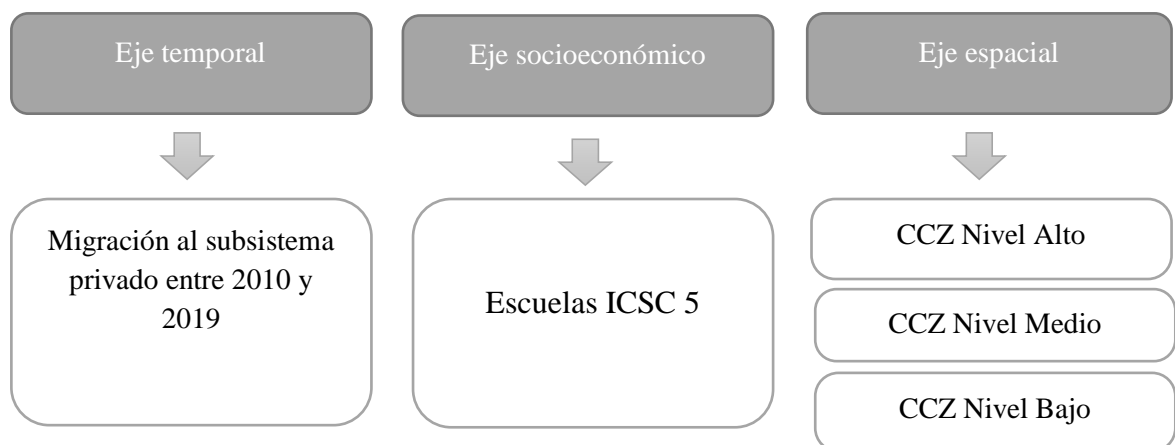 Eje temporal
Eje socioeconómico
Eje espacial
Migración al subsistema
privado entre 2010 y
2019
Escuelas ICSC 5
CCZ Nivel Alto
CCZ Nivel Medio
CCZ Nivel Bajo